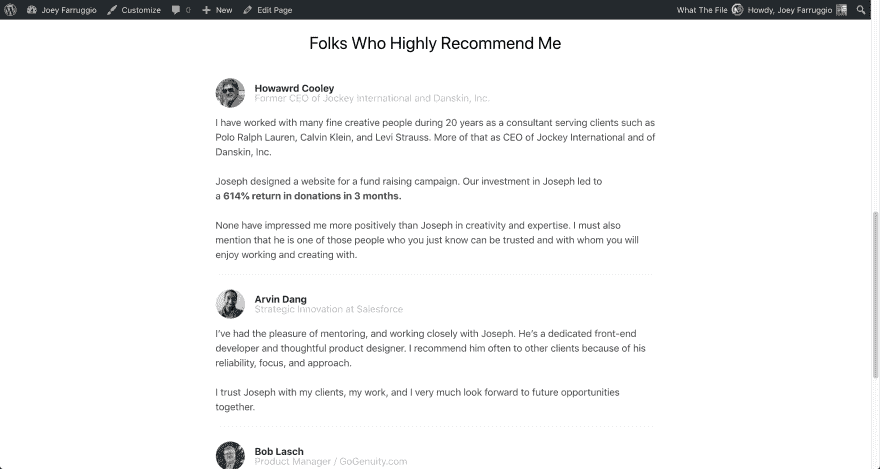 Joey Farruggio Customize 0 New Edit Page What The File Howdy, Joey Farruggio
Folks Who Highly Recommend Me
Howawrd Cooley
Former CEO of Jockey International and Danskin, Inc.
I have worked with many fine creative people during 20 years as a consultant serving clients such as
Polo Ralph Lauren, Calvin Klein, and Levi Strauss. More of that as CEO of Jockey International and of
Danskin, Inc.
Joseph designed a website for a fund raising campaign. Our investment in Joseph led to
a 614% return in donations in 3 months.
None have impressed me more positively than Joseph in creativity and expertise. I must also
mention that he is one of those people who you just know can be trusted and with whom you will
enjoy working and creating with.
Arvin Dang
Strategic Innovation at Salesforce
I've had the pleasure of mentoring, and working closely with Joseph. He's a dedicated front-end
developer and thoughtful product designer. I recommend him often to other clients because of his
reliability, focus, and approach.
I trust Joseph with my clients, my work, and I very much look forward to future opportunities
together.
Bob Lasch
Product Manager / GoGenuity.com